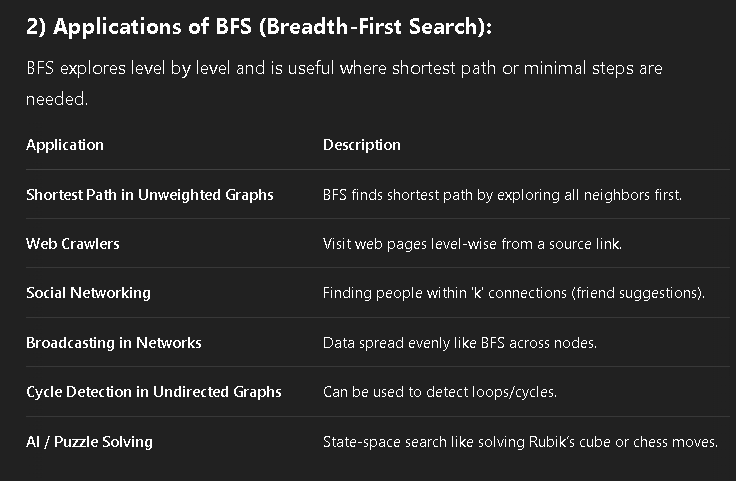 2) Applications of BFS (Breadth-First Search):
BFS explores level by level and is useful where shortest path or minimal steps are
needed.
Application Description
Shortest Path in Unweighted Graphs BFS finds shortest path by exploring all neighbors first.
Web Crawlers Visit web pages level-wise from a source link.
Social Networking Finding people within 'k' connections (friend suggestions).
Broadcasting in Networks Data spread evenly like BFS across nodes.
Cycle Detection in Undirected Graphs Can be used to detect loops/cycles.
AI / Puzzle Solving State-space search like solving Rubik's cube or chess moves.